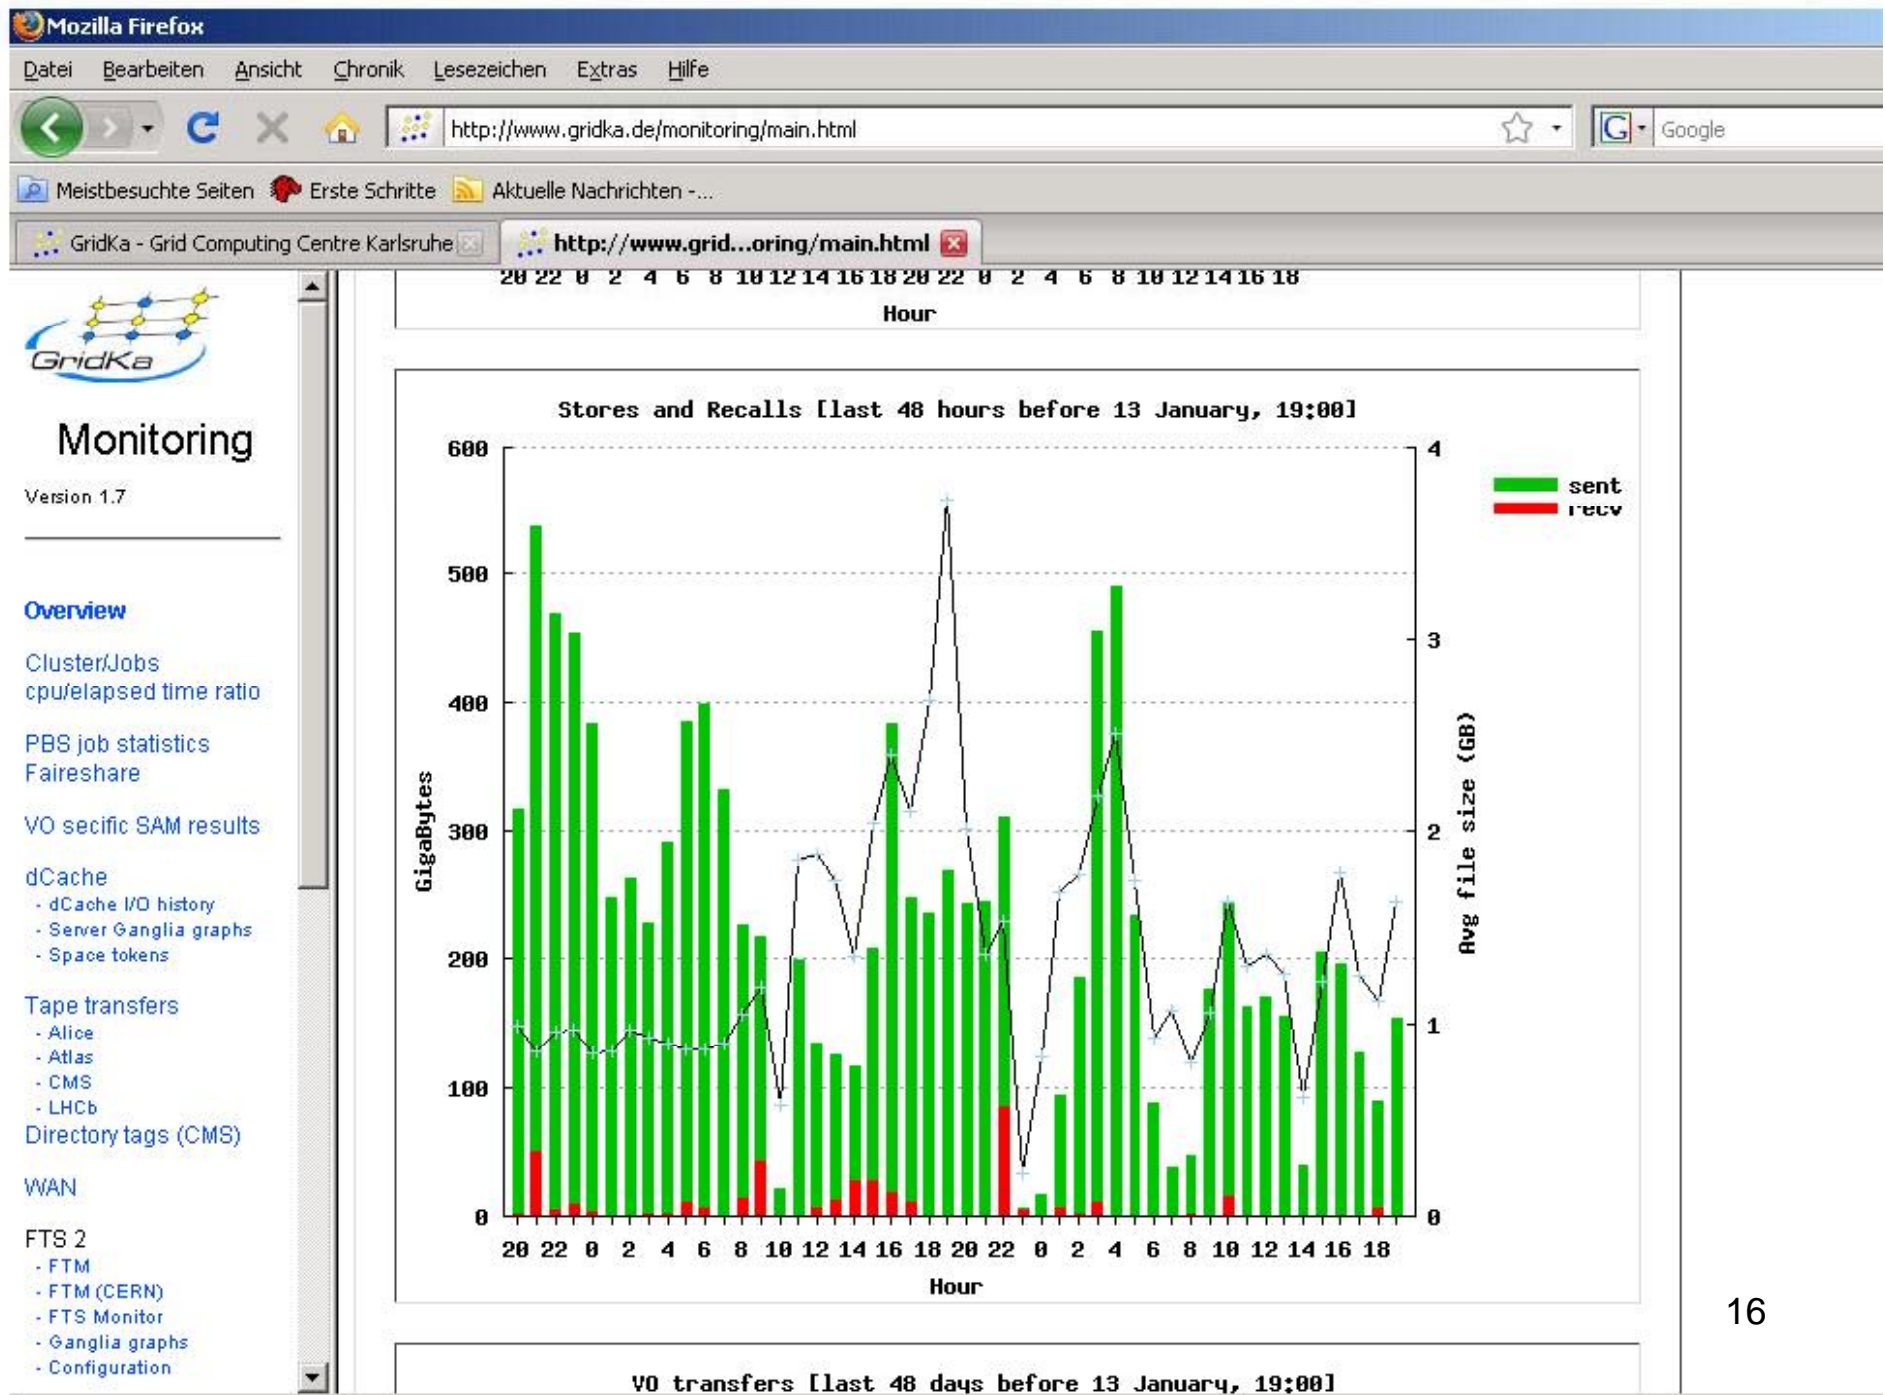 Mozilla Firefox
Datei Bearbeiten Ansicht Chronik Lesezeichen Extras Hilfe
http://www.gridka.de/monitoring/main.html
Google
Meistbesuchte Seiten Erste Schritte Aktuelle Nachrichten -...
GridKa - Grid Computing Centre Karlsruhe http://www.grid...oring/main.html
GridKa
Monitoring
Version 1.7
Overview
Cluster/Jobs
cpu/elapsed time ratio
PBS job statistics
Faireshare
VO secific SAM results
dCache
- dCache I/O history
- Server Ganglia graphs
- Space tokens
Tape transfers
- Alice
- Atlas
- CMS
- LHCb
Directory tags (CMS)
WAN
FTS 2
- FTM
- FTM (CERN)
- FTS Monitor
- Ganglia graphs
- Configuration
20 22 0 2 4 6 8 10 12 14 16 18 20 22 0 2 4 6 8 10 12 14 16 18
Hour
Stores and Recalls [last 48 hours before 13 January, 19:00]
600
500
400
300
200
100
0
GigaBytes
4
3
2
1
0
Avg file size (GB)
sent
recv
20 22 0 2 4 6 8 10 12 14 16 18 20 22 0 2 4 6 8 10 12 14 16 18
Hour
VO transfers [last 48 days before 13 January, 19:00]
16